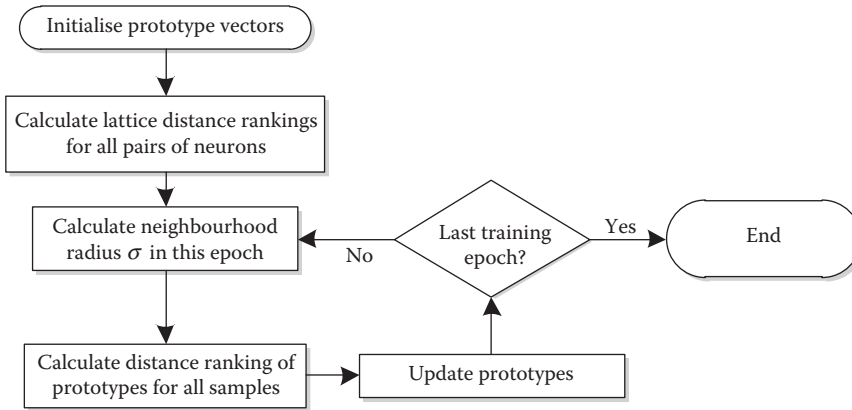 Initialise prototype vectors
Calculate lattice distance rankings
for all pairs of neurons
Calculate neighbourhood
radius σ in this epoch
No
Last training
epoch?
Yes
End
Calculate distance ranking of
prototypes for all samples
Update prototypes